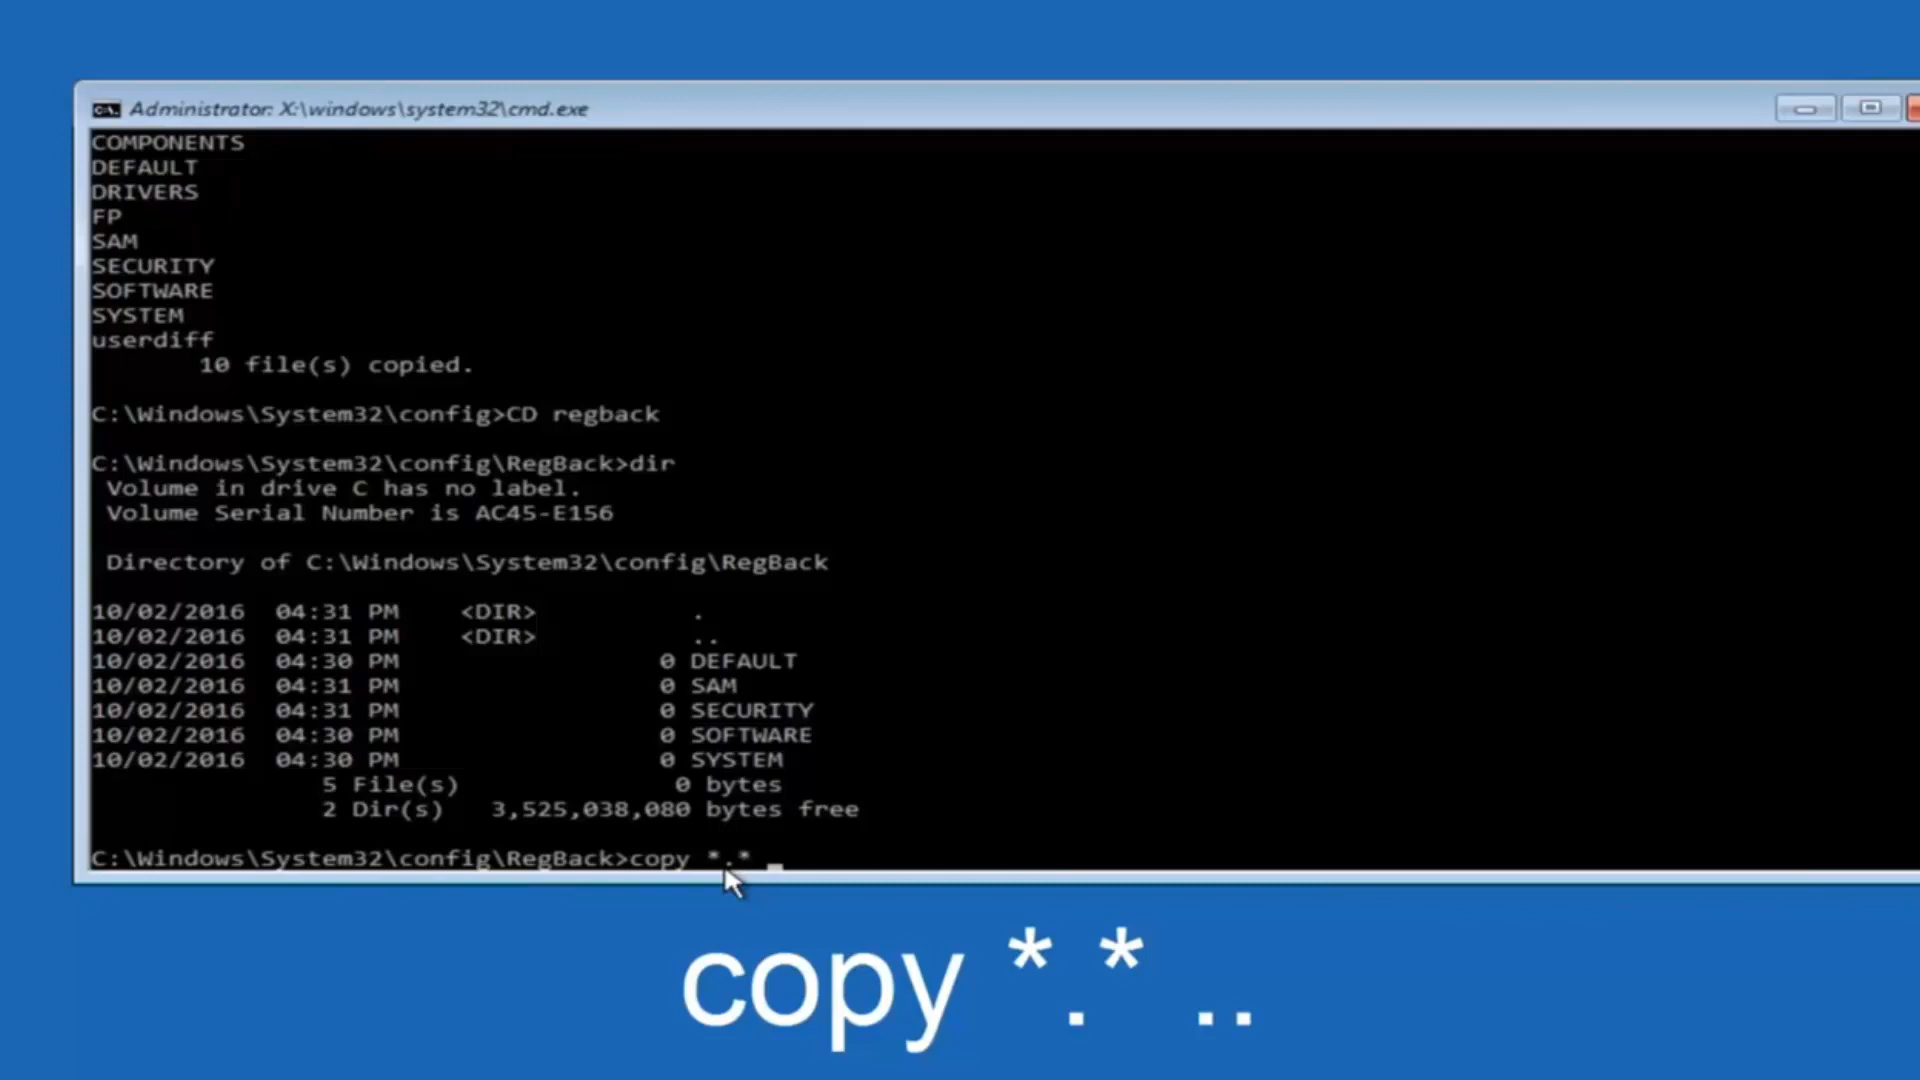 Administrator: X:\windows\system32\cmd.exe
COMPONENTS
DEFAULT
DRIVERS
FP
SAM
SECURITY
SOFTWARE
SYSTEM
userdiff
10 file(s) copied.
C:\Windows\System32\config>CD regback
C:\Windows\System32\config\RegBack>dir
Volume in drive C has no label.
Volume Serial Number is AC45-E156
Directory of C:\Windows\System32\config\RegBack
10/02/2016 04:31 PM <DIR> .
10/02/2016 04:31 PM <DIR> ..
10/02/2016 04:30 PM 0 DEFAULT
10/02/2016 04:31 PM 0 SAM
10/02/2016 04:31 PM 0 SECURITY
10/02/2016 04:30 PM 0 SOFTWARE
10/02/2016 04:30 PM 0 SYSTEM
5 File(s) 0 bytes
2 Dir(s) 3,525,038,080 bytes free
C:\Windows\System32\config\RegBack>copy *.* _
copy *.* ..